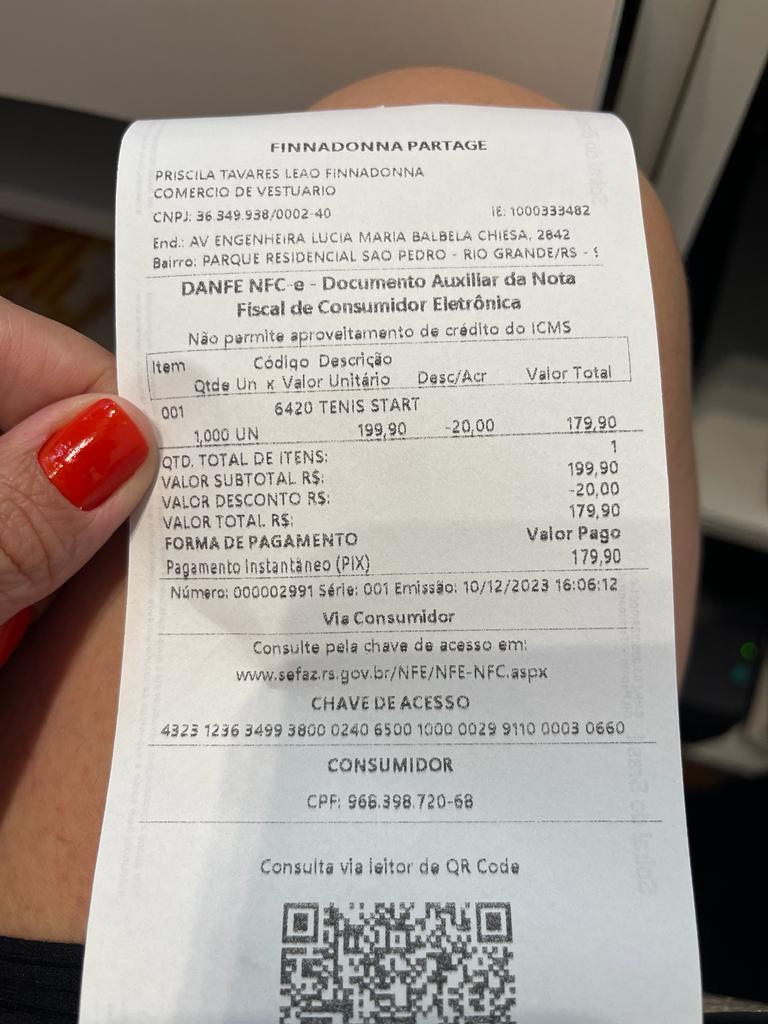 FINNADONNA PARTAGE
PRISCILA TAVARES LEAO FINNADONNA
COMERCIO DE VESTUARIO
CNPJ: 36.349.938/0002-40 IE: 1000333482
End.: AV ENGENHEIRA LUCIA MARIA BALBELA CHIESA, 2842
Bairro: PARQUE RESIDENCIAL SAO PEDRO - RIO GRANDE/RS -
DANFE NFC-e - Documento Auxiliar da Nota
Fiscal de Consumidor Eletrônica
Não permite aproveitamento de crédito do ICMS
Item Código Descrição
Qtde Un x Valor Unitário Desc/Acr Valor Total
001 6420 TENIS START
1,000 UN 199,90 -20,00 179,90
QTD. TOTAL DE ITENS: 1
VALOR SUBTOTAL R$: 199,90
VALOR DESCONTO R$: -20,00
VALOR TOTAL R$: 179,90
FORMA DE PAGAMENTO Valor Pago
Pagamento Instantâneo (PIX) 179,90
Número: 000002991 Série: 001 Emissão: 10/12/2023 16:06:12
Via Consumidor
Consulte pela chave de acesso em:
www.sefaz.rs.gov.br/NFE/NFE-NFC.aspx
CHAVE DE ACESSO
4323 1236 3499 3800 0240 6500 1000 0029 9110 0003 0660
CONSUMIDOR
CPF: 968.398.720-68
Consulta via leitor de QR Code